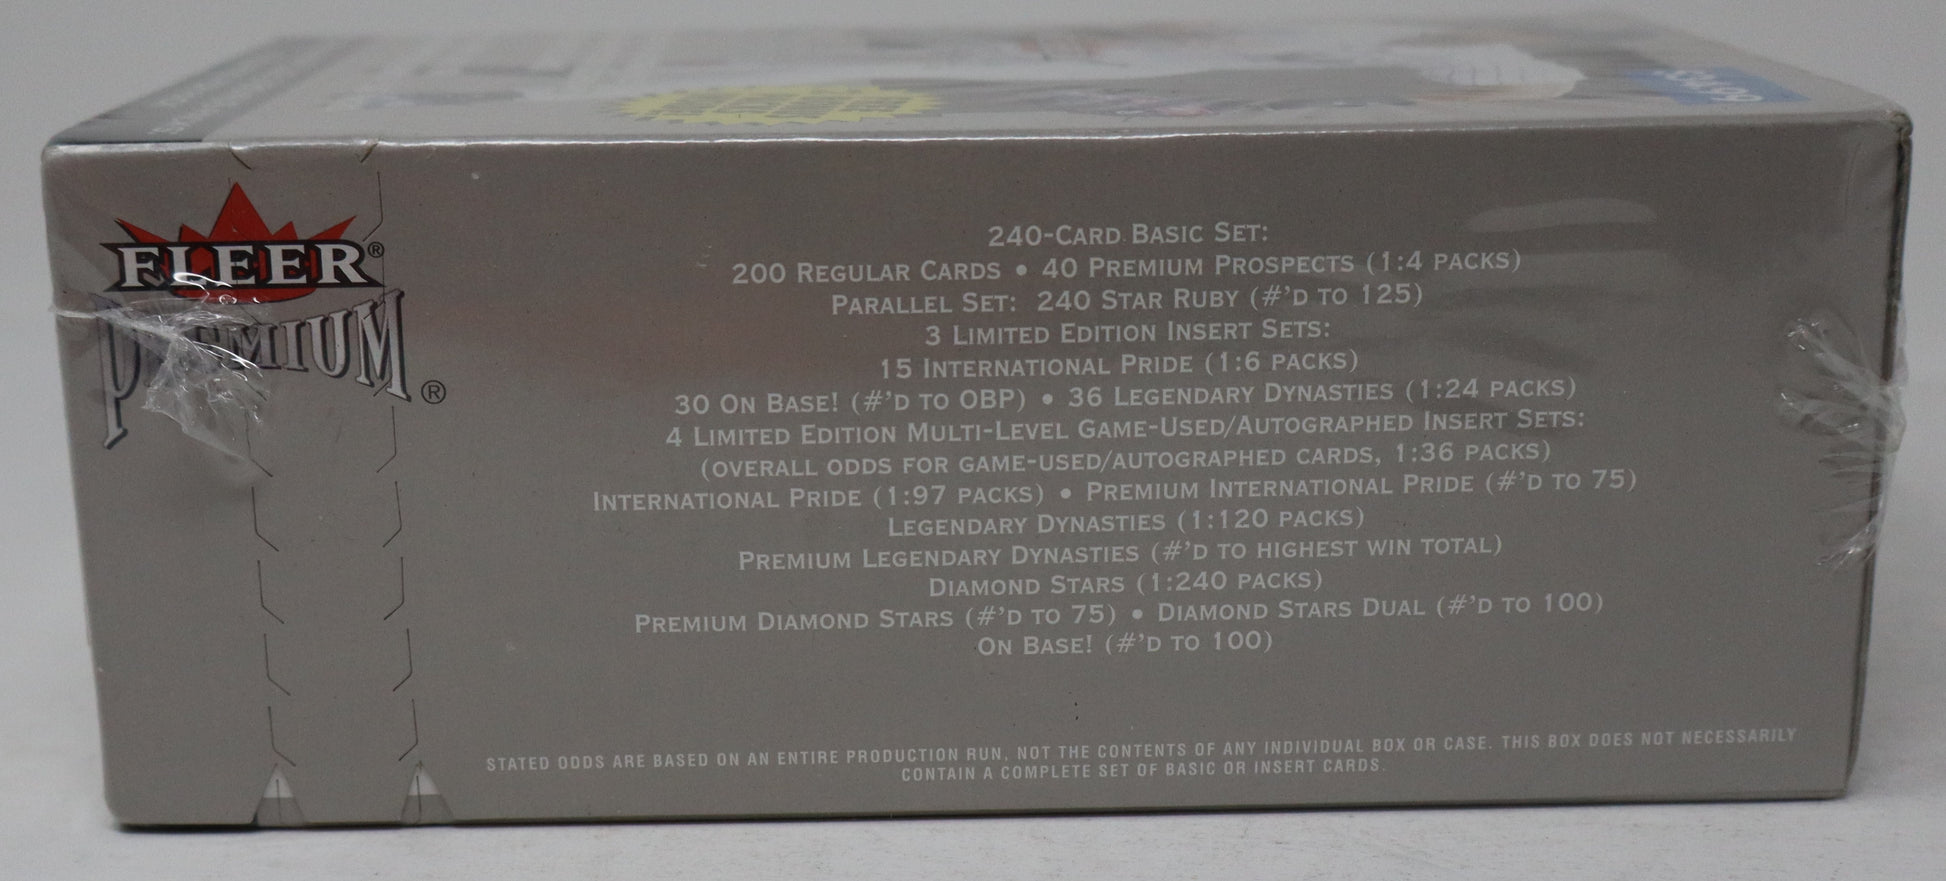 FLEER®
PREMIUM®
$24.99
240-CARD BASIC SET:
200 REGULAR CARDS • 40 PREMIUM PROSPECTS (1:4 PACKS)
PARALLEL SET: 240 STAR RUBY (#'D TO 125)
3 LIMITED EDITION INSERT SETS:
15 INTERNATIONAL PRIDE (1:6 PACKS)
30 ON BASE! (#'D TO OBP) • 36 LEGENDARY DYNASTIES (1:24 PACKS)
4 LIMITED EDITION MULTI-LEVEL GAME-USED/AUTOGRAPHED INSERT SETS:
(OVERALL ODDS FOR GAME-USED/AUTOGRAPHED CARDS, 1:36 PACKS)
INTERNATIONAL PRIDE (1:97 PACKS) • PREMIUM INTERNATIONAL PRIDE (#'D TO 75)
LEGENDARY DYNASTIES (1:120 PACKS)
PREMIUM LEGENDARY DYNASTIES (#'D TO HIGHEST WIN TOTAL)
DIAMOND STARS (1:240 PACKS)
PREMIUM DIAMOND STARS (#'D TO 75) • DIAMOND STARS DUAL (#'D TO 100)
ON BASE! (#'D TO 100)
STATED ODDS ARE BASED ON AN ENTIRE PRODUCTION RUN, NOT THE CONTENTS OF ANY INDIVIDUAL BOX OR CASE. THIS BOX DOES NOT NECESSARILY
CONTAIN A COMPLETE SET OF BASIC OR INSERT CARDS.